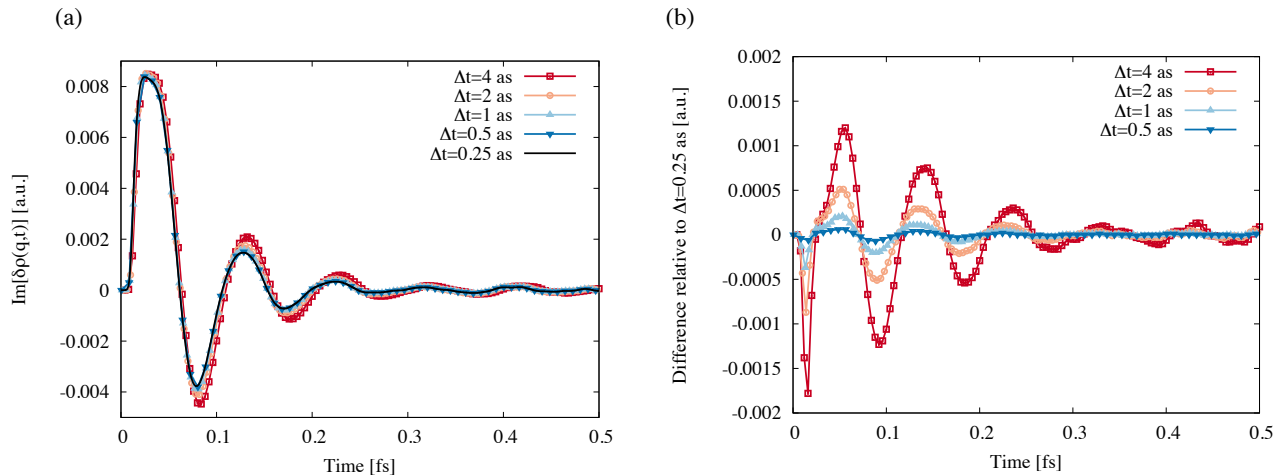 (a)
Im[δρ(q,t)] [a.u.]
0.008
0.006
0.004
0.002
0
-0.002
-0.004
Δt=4 as
Δt=2 as
Δt=1 as
Δt=0.5 as
Δt=0.25 as
0
0.1
0.2
0.3
0.4
0.5
Time [fs]
(b)
Difference relative to Δt=0.25 as [a.u.]
0.002
0.0015
0.001
0.0005
0
-0.0005
-0.001
-0.0015
-0.002
Δt=4 as
Δt=2 as
Δt=1 as
Δt=0.5 as
0
0.1
0.2
0.3
0.4
0.5
Time [fs]